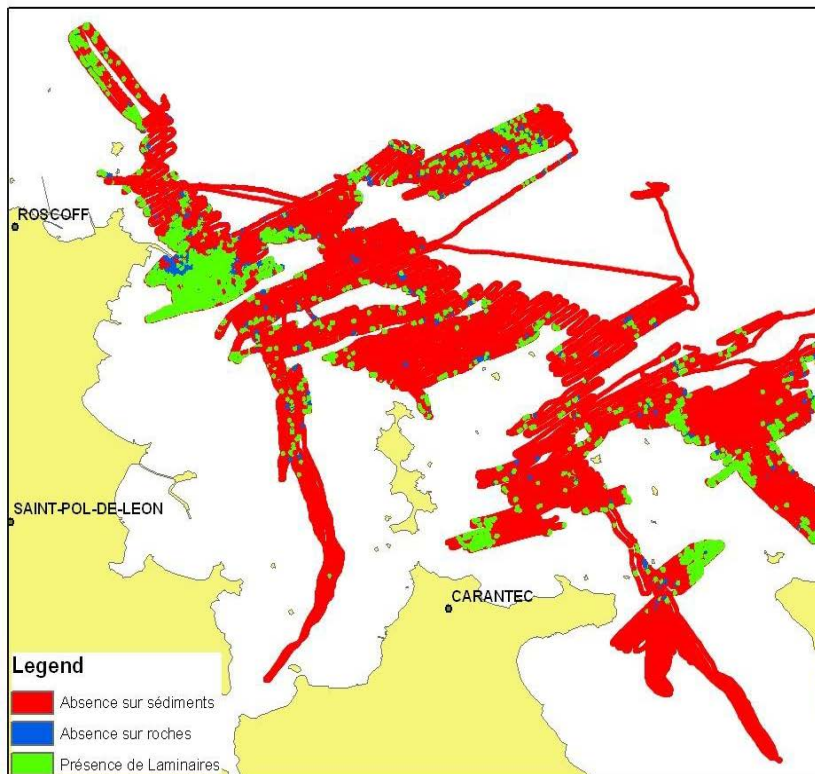 ROSCOFF
SAINT-POL-DE-LEON
CARANTEC
Legend
Absence sur sédiments
Absence sur roches
Présence de Laminaires